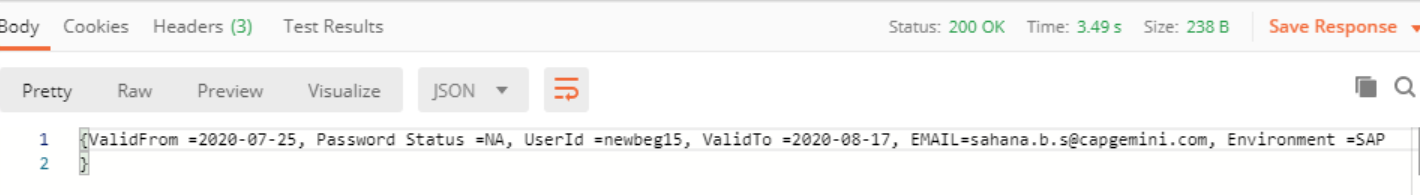 Body Cookies Headers (3) Test Results Status: 200 OK Time: 3.49 s Size: 238 B Save Response
Pretty Raw Preview Visualize JSON
1 {ValidFrom =2020-07-25, Password Status =NA, UserId =newbeg15, ValidTo =2020-08-17, EMAIL=sahana.b.s@capgemini.com, Environment =SAP
2 }